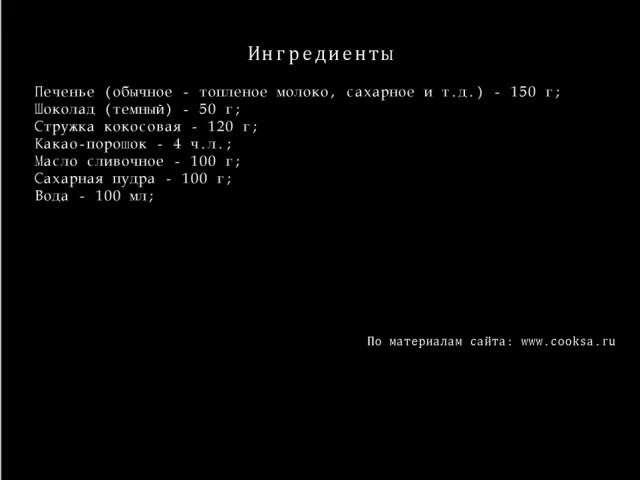 Ингредиенты
Печенье (обычное - топленое молоко, сахарное и т.д.) - 150 г;
Шоколад (темный) - 50 г;
Стружка кокосовая - 120 г;
Какао-порошок - 4 ч.л.;
Масло сливочное - 100 г;
Сахарная пудра - 100 г;
Вода - 100 мл;
По материалам сайта: www.cooksa.ru